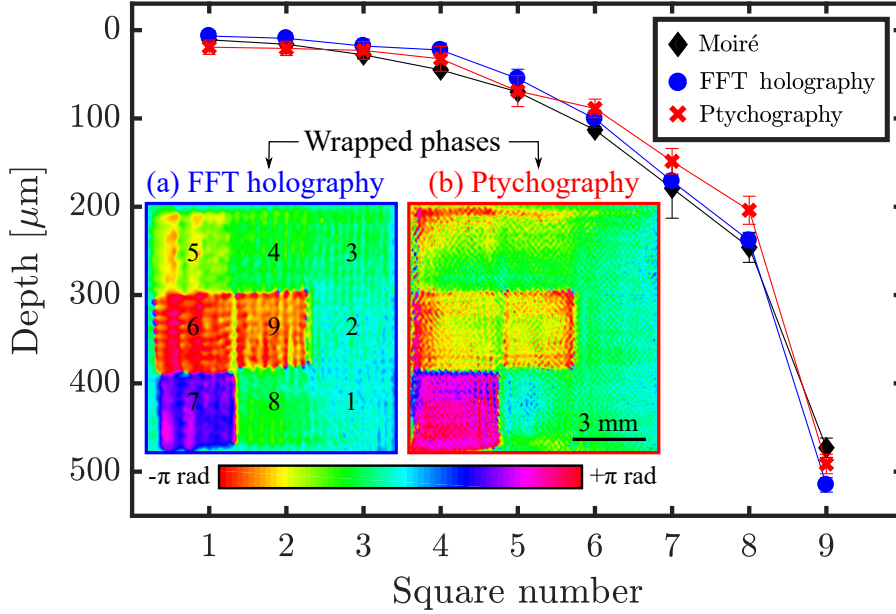 0
100
200
300
400
500
Depth [μm]
Moiré
FFT holography
Ptychography
Wrapped phases
(a) FFT holography
(b) Ptychography
5 4 3
6 9 2
7 8 1
3 mm
-π rad
+π rad
1 2 3 4 5 6 7 8 9
Square number